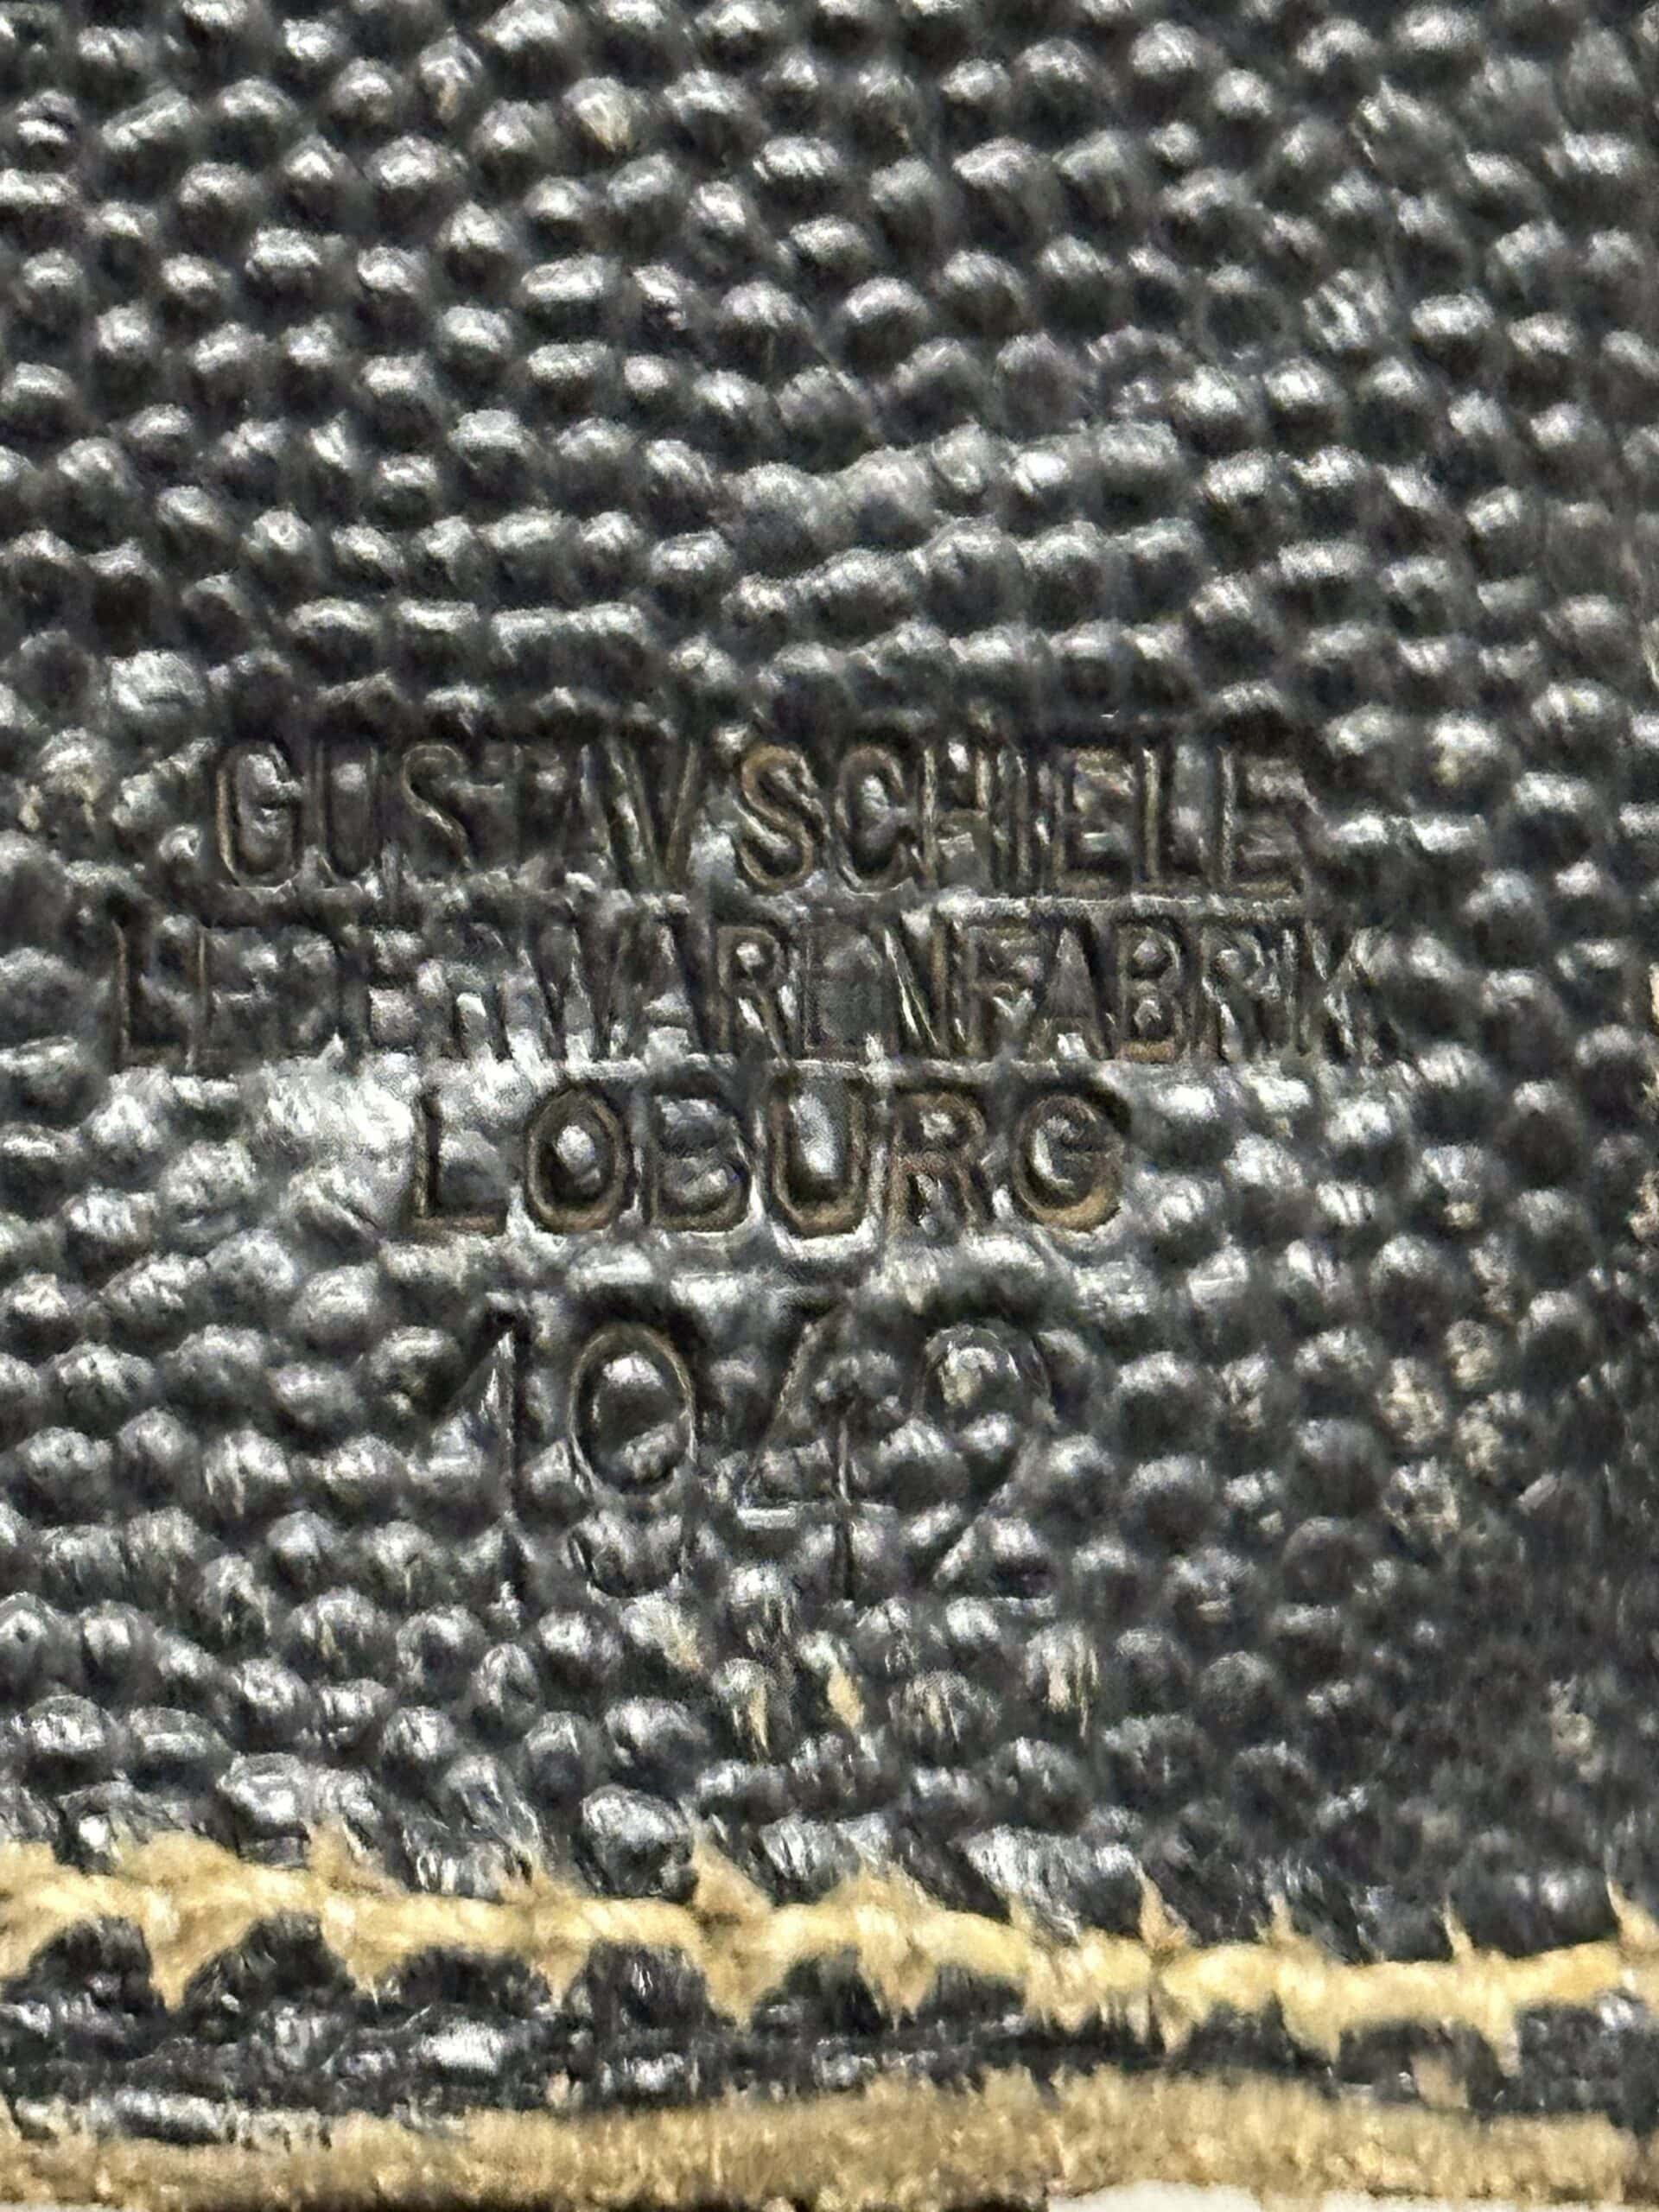 GUSTAV SCHIELE
LEDERWARENFABRIK
LOBURG
1942